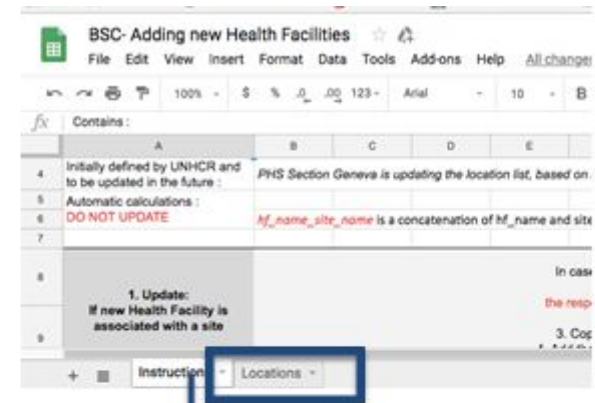 BSC- Adding new Health Facilities
File Edit View Insert Format Data Tools Add-ons Help All changes
100% $ % .0_ .00 123 Arial 10 B
fx Contains :
A B C D E
4 Initially defined by UNHCR and
to be updated in the future :
PHS Section Geneva is updating the location list, based on
5 Automatic calculations :
6 DO NOT UPDATE
hf_name_site_name is a concatenation of hf_name and site
7
8 In case
1. Update:
If new Health Facility is
associated with a site
the resp
9 3. Cop
+ Instruction Locations